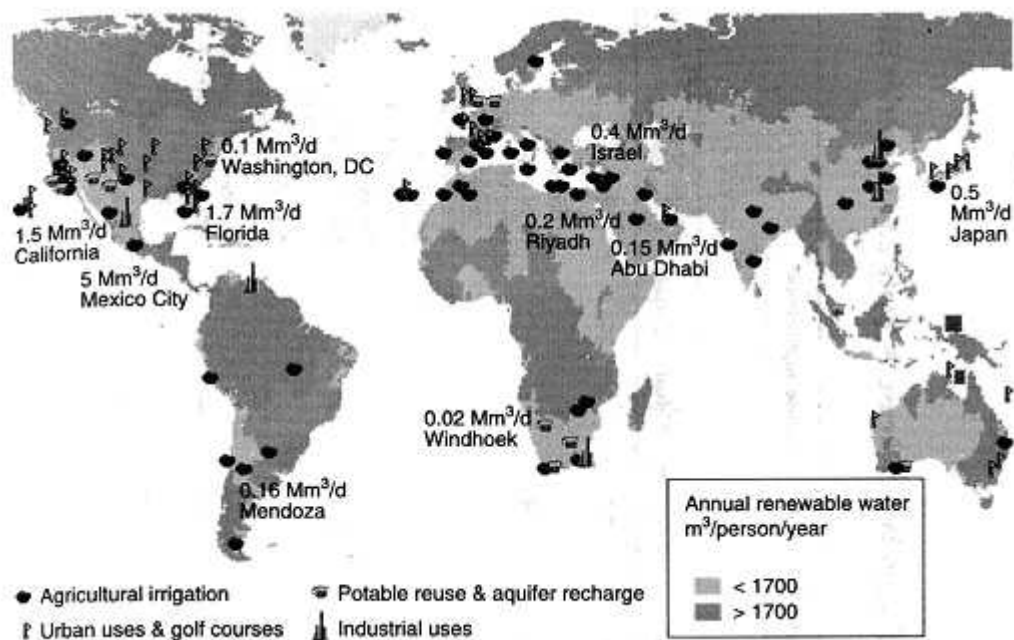 0.1 Mm³/d
Washington, DC
0.4 Mm³/d
Israel
1.7 Mm³/d
Florida
0.2 Mm³/d
Riyadh
0.5
Mm³/d
Japan
1.5 Mm³/d
California
0.15 Mm³/d
Abu Dhabi
5 Mm³/d
Mexico City
0.02 Mm³/d
Windhoek
0.16 Mm³/d
Mendoza
Annual renewable water
m³/person/year
< 1700
> 1700
Agricultural irrigation
Potable reuse & aquifer recharge
Urban uses & golf courses
Industrial uses